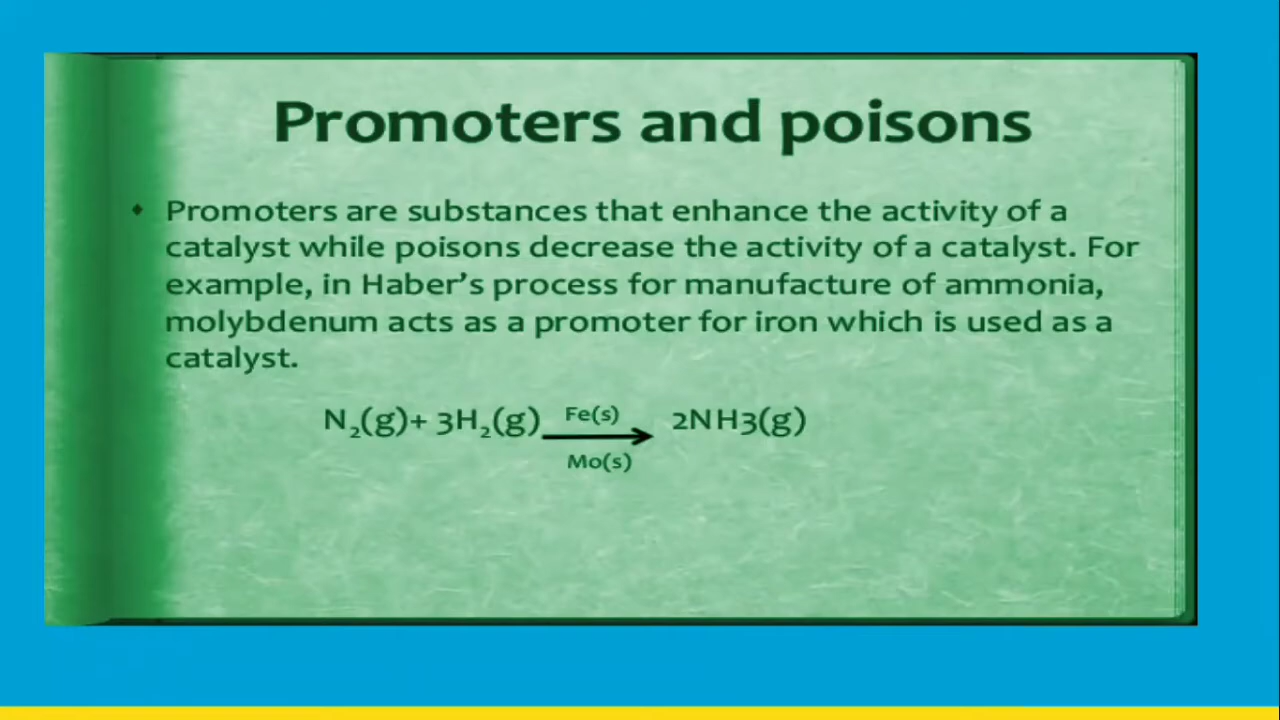 Promoters and poisons
Promoters are substances that enhance the activity of a
catalyst while poisons decrease the activity of a catalyst. For
example, in Haber’s process for manufacture of ammonia,
molybdenum acts as a promoter for iron which is used as a
catalyst.
Fe(s)
N₂(g)+ 3H₂(g) 2NH3(g)
Mo(s)